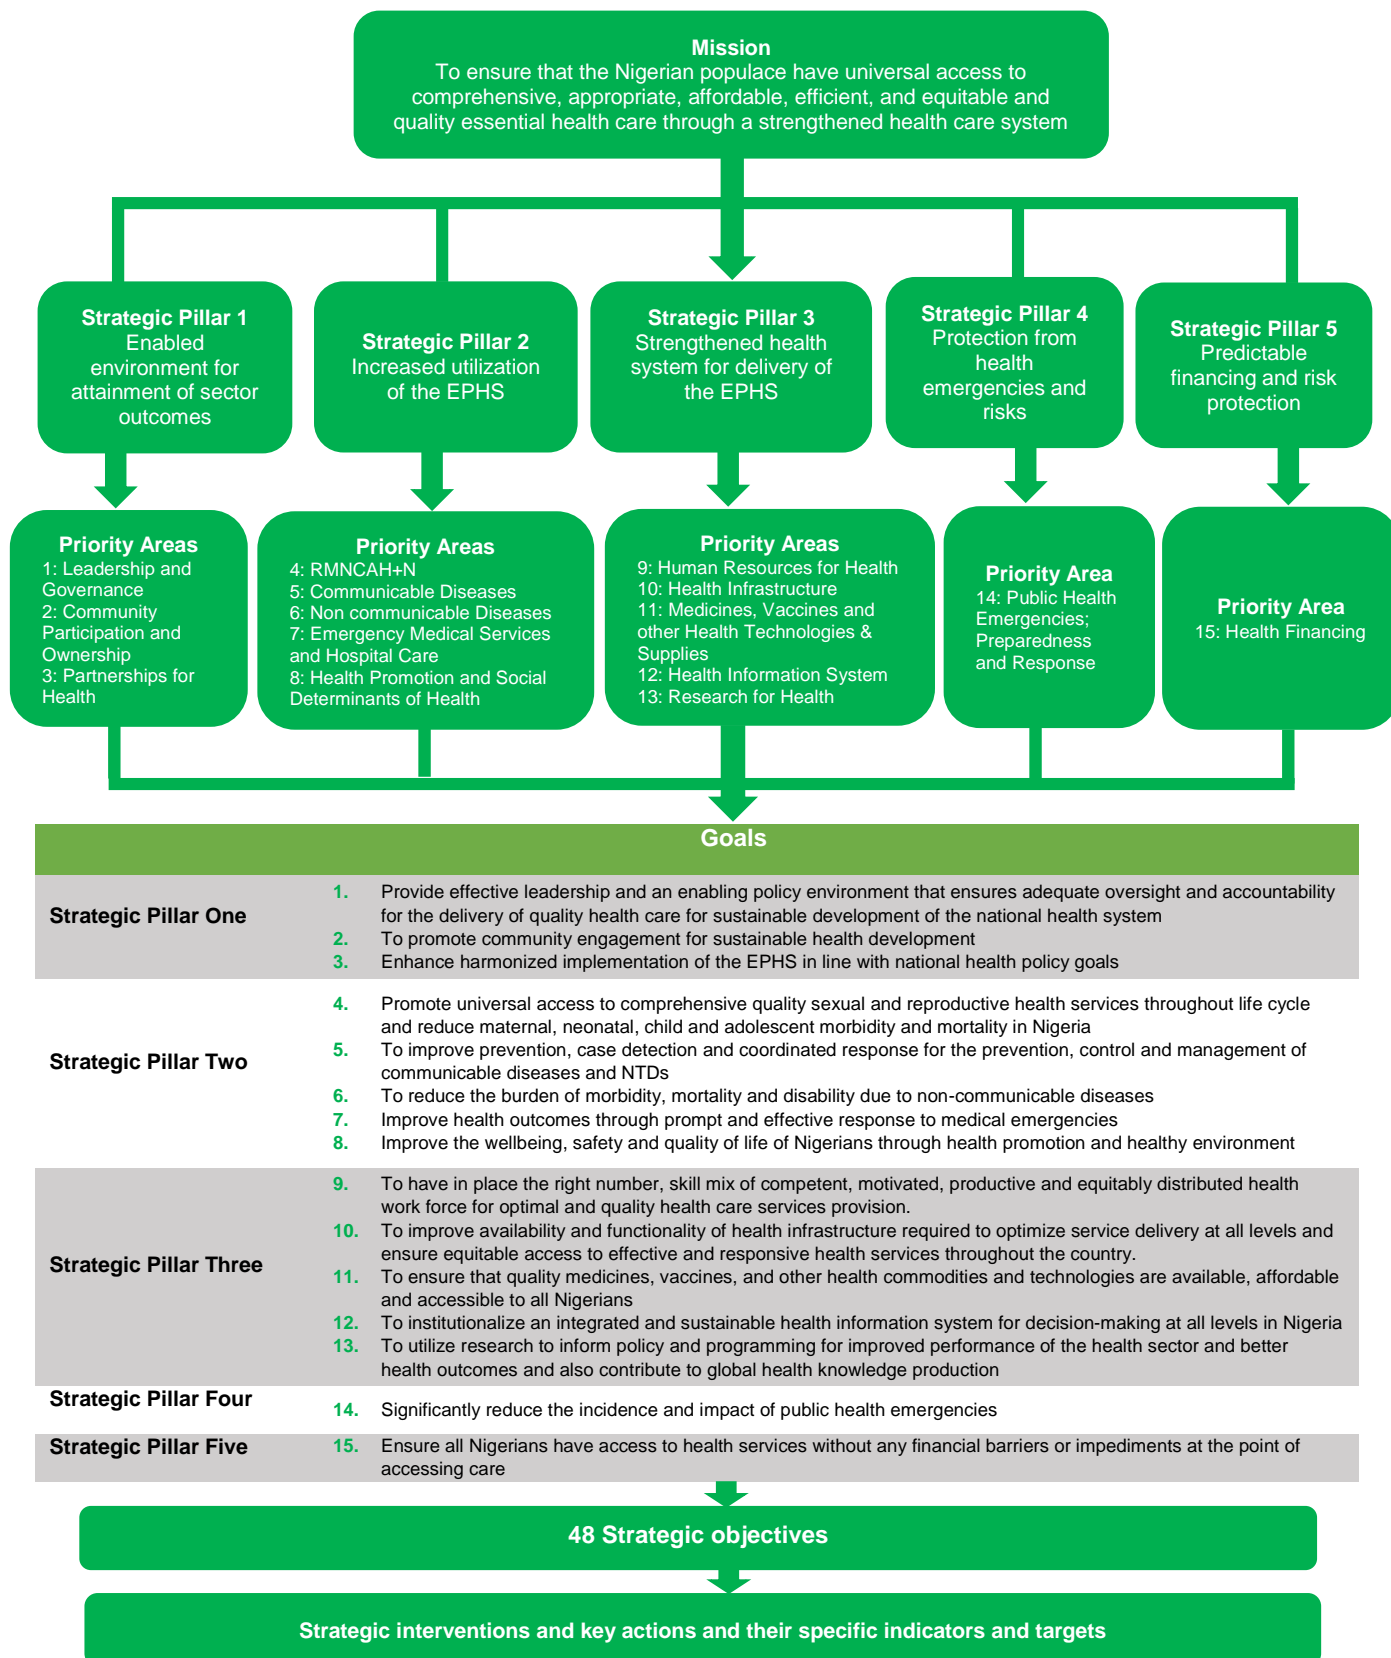 Mission
To ensure that the Nigerian populace have universal access to
comprehensive, appropriate, affordable, efficient, and equitable and
quality essential health care through a strengthened health care system
Strategic Pillar 1
Enabled
environment for
attainment of sector
outcomes
Strategic Pillar 2
Increased utilization
of the EPHS
Strategic Pillar 3
Strengthened health
system for delivery of
the EPHS
Strategic Pillar 4
Protection from
health
emergencies and
risks
Strategic Pillar 5
Predictable
financing and risk
protection
Priority Areas
1: Leadership and
Governance
2: Community
Participation and
Ownership
3: Partnerships for
Health
Priority Areas
4: RMNCAH+N
5: Communicable Diseases
6: Non communicable Diseases
7: Emergency Medical Services
and Hospital Care
8: Health Promotion and Social
Determinants of Health
Priority Areas
9: Human Resources for Health
10: Health Infrastructure
11: Medicines, Vaccines and
other Health Technologies &
Supplies
12: Health Information System
13: Research for Health
Priority Area
14: Public Health
Emergencies;
Preparedness
and Response
Priority Area
15: Health Financing
Goals
Strategic Pillar One
1. Provide effective leadership and an enabling policy environment that ensures adequate oversight and accountability
for the delivery of quality health care for sustainable development of the national health system
2. To promote community engagement for sustainable health development
3. Enhance harmonized implementation of the EPHS in line with national health policy goals
Strategic Pillar Two
4. Promote universal access to comprehensive quality sexual and reproductive health services throughout life cycle
and reduce maternal, neonatal, child and adolescent morbidity and mortality in Nigeria
5. To improve prevention, case detection and coordinated response for the prevention, control and management of
communicable diseases and NTDs
6. To reduce the burden of morbidity, mortality and disability due to non-communicable diseases
7. Improve health outcomes through prompt and effective response to medical emergencies
8. Improve the wellbeing, safety and quality of life of Nigerians through health promotion and healthy environment
Strategic Pillar Three
9. To have in place the right number, skill mix of competent, motivated, productive and equitably distributed health
work force for optimal and quality health care services provision.
10. To improve availability and functionality of health infrastructure required to optimize service delivery at all levels and
ensure equitable access to effective and responsive health services throughout the country.
11. To ensure that quality medicines, vaccines, and other health commodities and technologies are available, affordable
and accessible to all Nigerians
12. To institutionalize an integrated and sustainable health information system for decision-making at all levels in Nigeria
13. To utilize research to inform policy and programming for improved performance of the health sector and better
health outcomes and also contribute to global health knowledge production
Strategic Pillar Four
14. Significantly reduce the incidence and impact of public health emergencies
Strategic Pillar Five
15. Ensure all Nigerians have access to health services without any financial barriers or impediments at the point of
accessing care
48 Strategic objectives
Strategic interventions and key actions and their specific indicators and targets